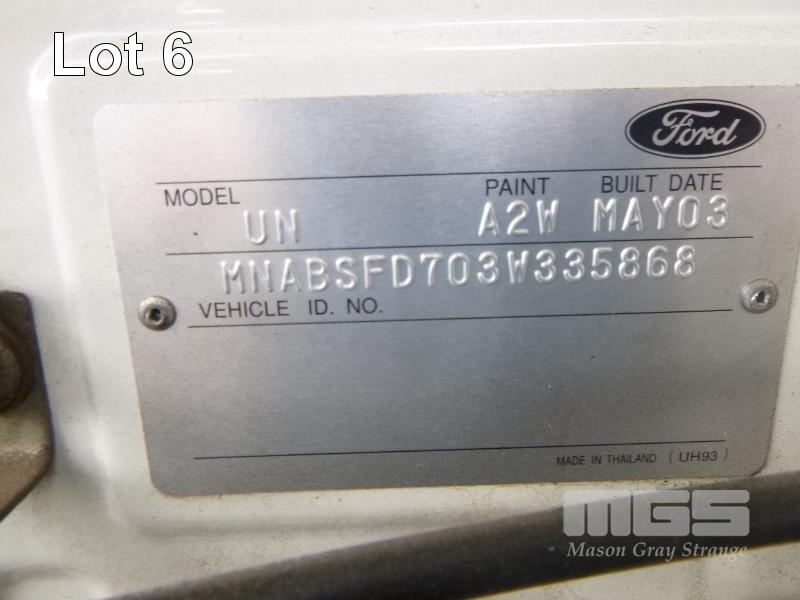 Lot 6
Ford
MODEL PAINT BUILT DATE
UN A2W MAY03
MNABSFD703W335868
VEHICLE ID. NO.
MADE IN THAILAND (UH93)
MGS
Mason Gray Strange